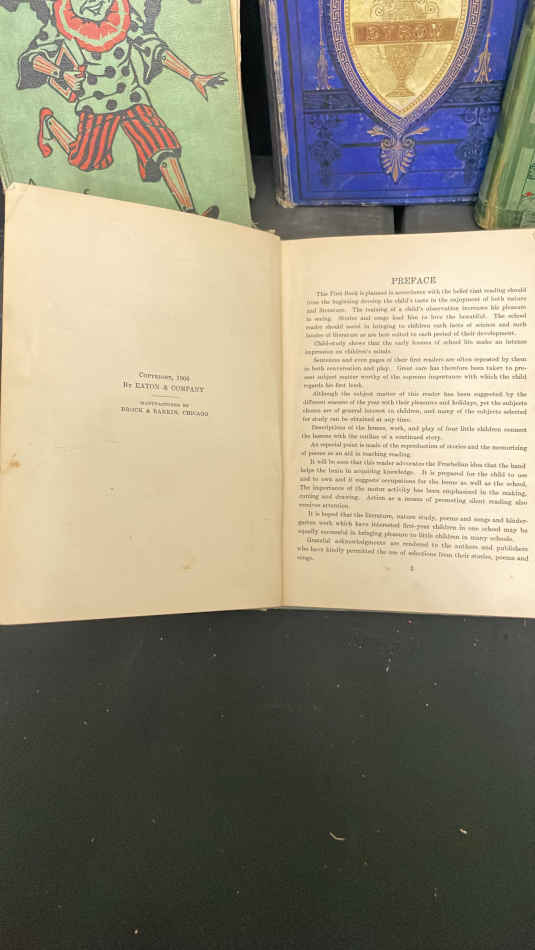 BYRON
COPYRIGHT, 1906
BY EATON & COMPANY
MANUFACTURED BY
BROCK & RANKIN, CHICAGO
PREFACE
This First Book is planned in accordance with the belief that reading should
from the beginning develop the child's taste in the enjoyment of both nature
and literature. The training of a child's observation increases his pleasure
in seeing. Stories and songs lead him to love the beautiful. The school
reader should assist in bringing to children such facts of science and such
facts of literature as are best suited to each period of their development.
Child-study shows that the early lessons of school life make an intense
impression on children's minds.
Sentences and even pages of their first readers are often repeated by them
in both conversation and play. Great care has therefore been taken to pre-
sent subject matter worthy of the supreme importance with which the child
regards his first book.
Although the subject matter of this reader has been suggested by the
different seasons of the year with their pleasures and holidays, yet the subjects
chosen are of general interest to children, and many of the subjects selected
for study can be obtained at any time.
Descriptions of the homes, work, and play of four little children connect
the lessons with the outline of a continued story.
An especial point is made of the reproduction of stories and the memorizing
of poems as an aid in teaching reading.
It will be seen that this reader advocates the Froebelian idea that the hand
helps the brain in acquiring knowledge. It is prepared for the child to use
and to own and it suggests occupations for the home as well as the school.
The importance of the motor activity has been emphasized in the making,
cutting and drawing. Action as a means of promoting silent reading also
receives attention.
It is hoped that the literature, nature study, poems and songs and kinder-
garten work which have interested first-year children in one school may be
equally successful in bringing pleasure to little children in many schools.
Grateful acknowledgments are rendered to the authors and publishers
who have kindly permitted the use of selections from their stories, poems and
songs.